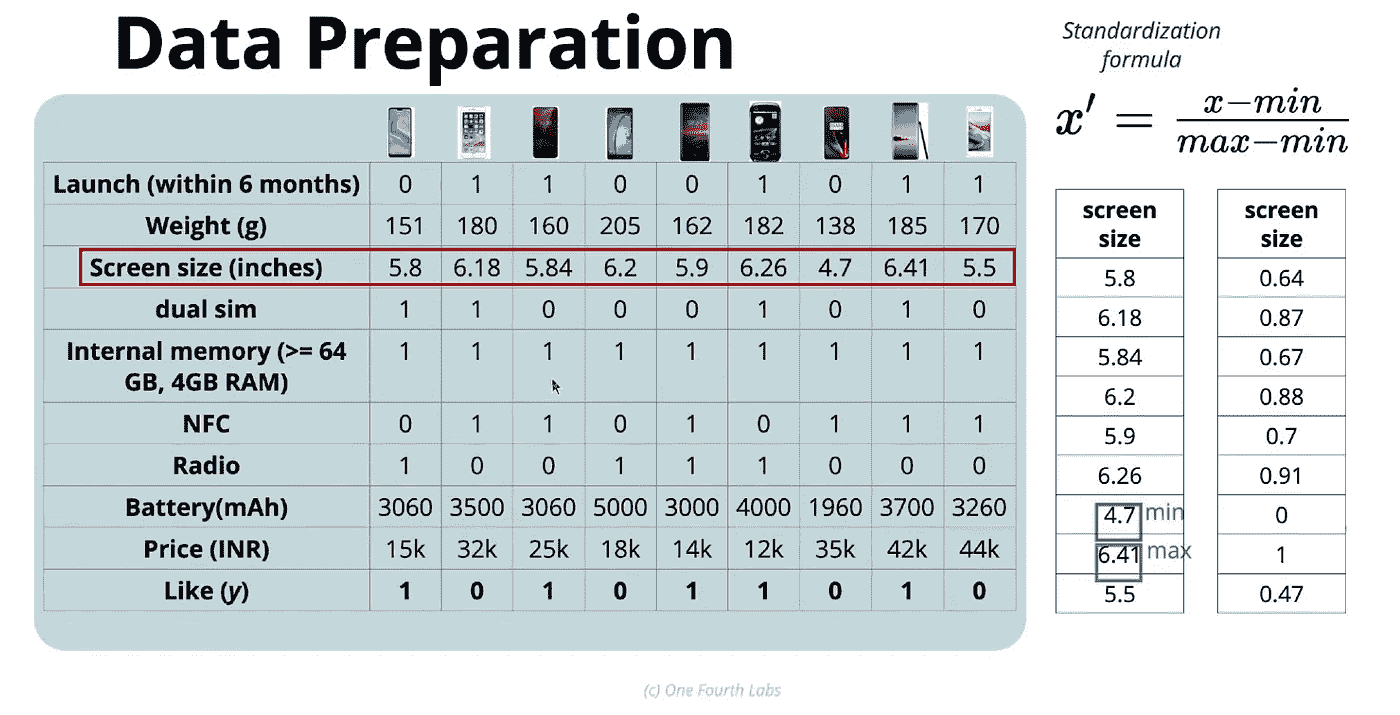 Data Preparation
Launch (within 6 months) 0 1 1 0 0 1 0 1 1
Weight (g) 151 180 160 205 162 182 138 185 170
Screen size (inches) 5.8 6.18 5.84 6.2 5.9 6.26 4.7 6.41 5.5
dual sim 1 1 0 0 0 1 0 1 0
Internal memory (>= 64
GB, 4GB RAM) 1 1 1 1 1 1 1 1 1
NFC 0 1 1 0 1 0 1 1 1
Radio 1 0 0 1 1 1 0 0 0
Battery(mAh) 3060 3500 3060 5000 3000 4000 1960 3700 3260
Price (INR) 15k 32k 25k 18k 14k 12k 35k 42k 44k
Like (y) 1 0 1 0 1 1 0 1 0
Standardization
formula
x′ = (x−min)/(max−min)
screen
size
5.8
6.18
5.84
6.2
5.9
6.26
4.7 min
6.41 max
5.5
screen
size
0.64
0.87
0.67
0.88
0.7
0.91
0
1
0.47
(c) One Fourth Labs